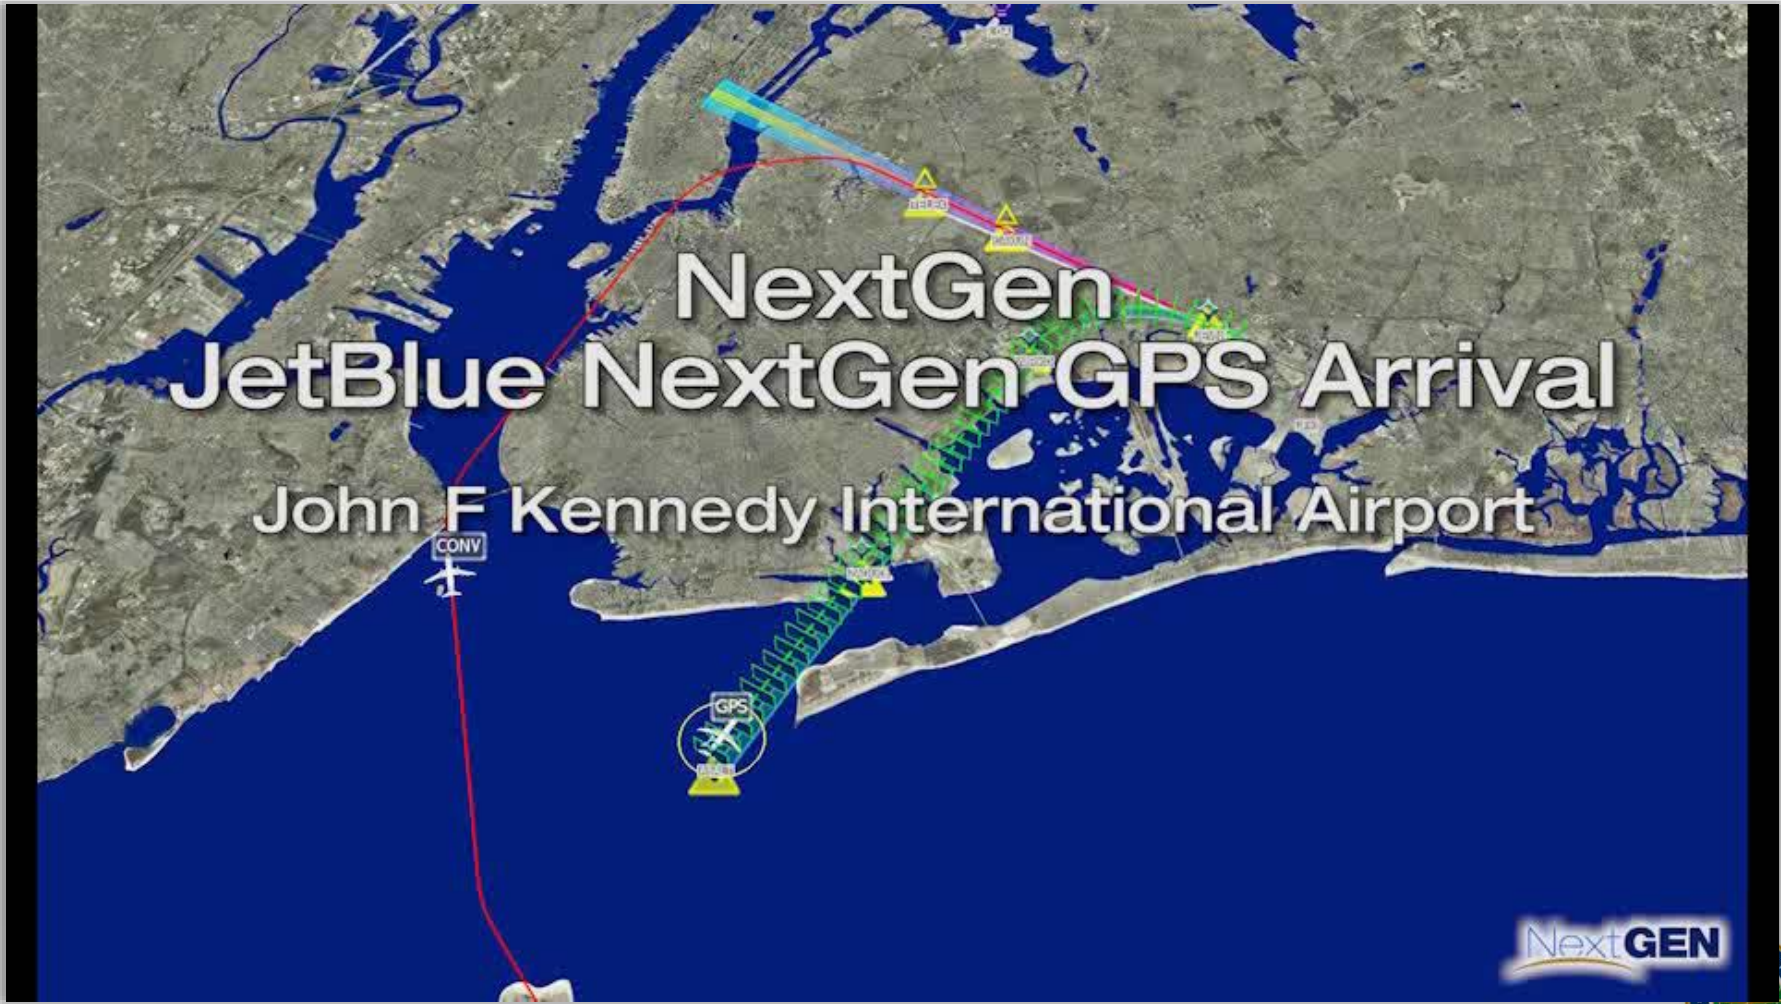 NextGen
JetBlue NextGen GPS Arrival
John F Kennedy International Airport
CONV
GPS
NextGEN